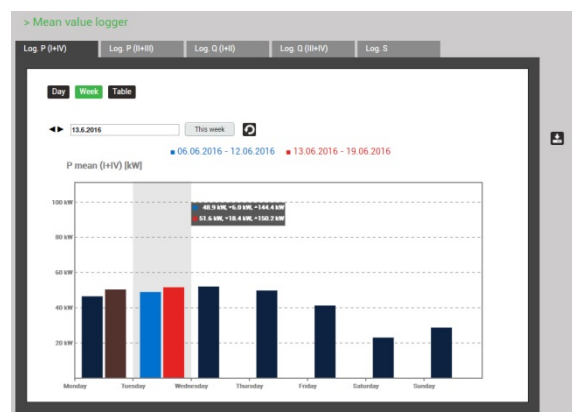 > Mean value logger
Log. P (I+IV) Log. P (II+III) Log. Q (I+II) Log. Q (III+IV) Log. S
Day Week Table
13.6.2016 This week
06.06.2016 - 12.06.2016 13.06.2016 - 19.06.2016
P mean (I+IV) [kW]
100 kW
48.9 kW, -6.0 kW, -144.4 kW
51.6 kW, -18.4 kW, -150.2 kW
80 kW
60 kW
40 kW
20 kW
Monday Tuesday Wednesday Thursday Friday Saturday Sunday